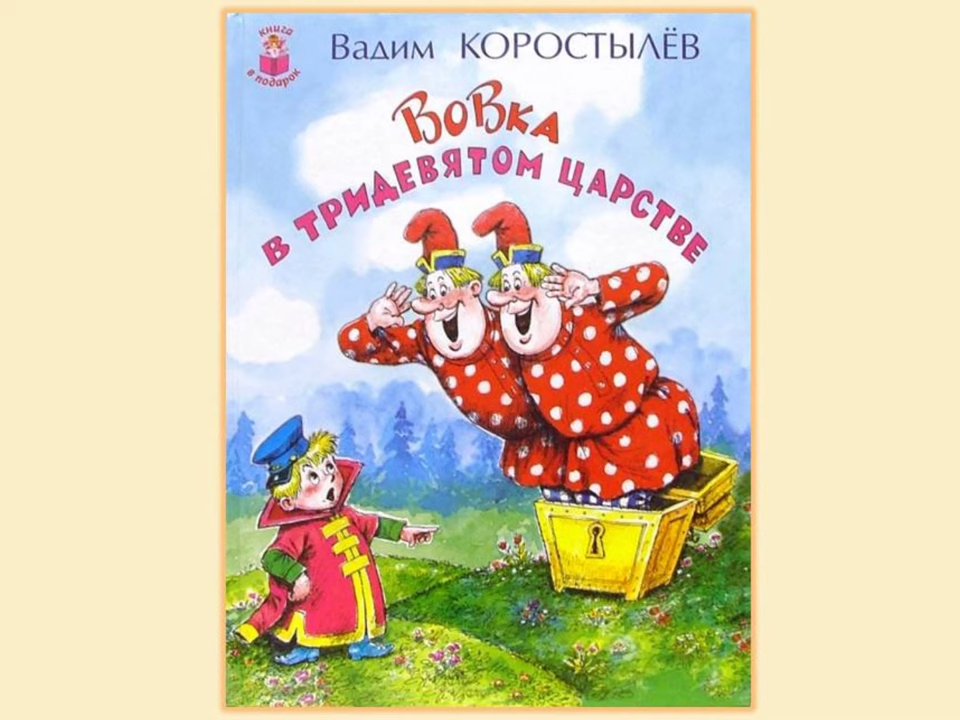 книга
в подарок
Вадим КОРОСТЫЛЁВ
ВОВКА
В ТРИДЕВЯТОМ ЦАРСТВЕ